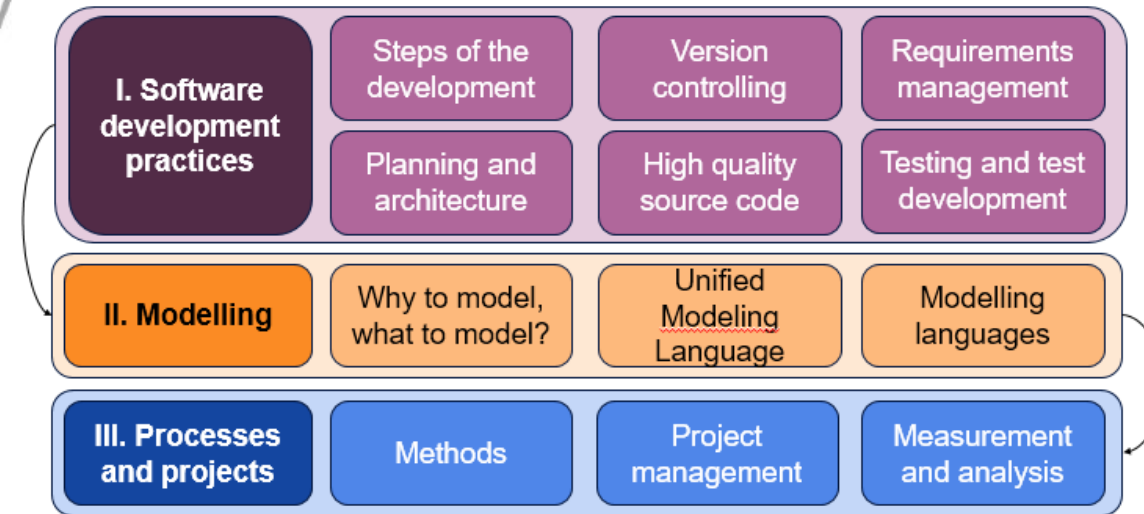 I. Software
development
practices
Steps of the
development
Version
controlling
Requirements
management
Planning and
architecture
High quality
source code
Testing and test
development
II. Modelling
Why to model,
what to model?
Unified
Modeling
Language
Modelling
languages
III. Processes
and projects
Methods
Project
management
Measurement
and analysis